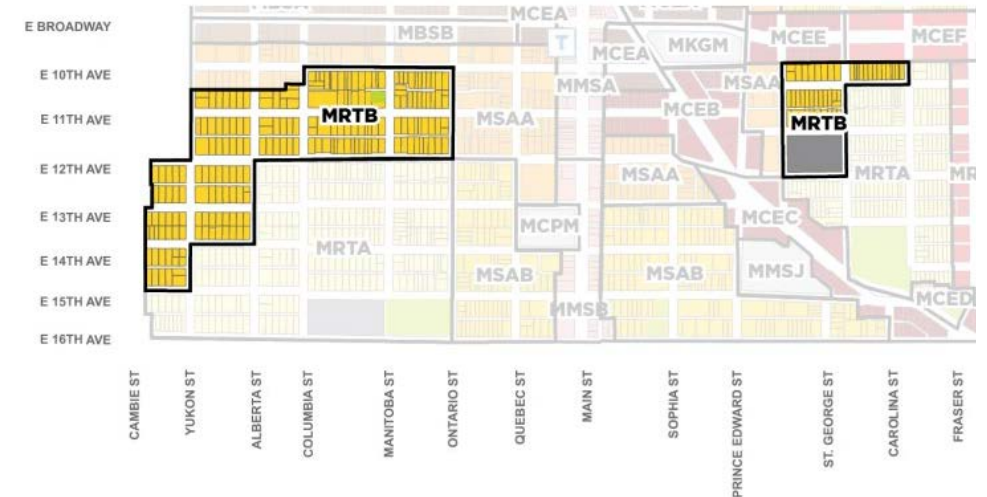 MCEA
E BROADWAY
MBSB
T
MCEA
MKGM
MCEE
MCEF
E 10TH AVE
MMSA
MSAA
MCEB
E 11TH AVE
MRTB
MSAA
MRTB
E 12TH AVE
MSAA
MRTA
E 13TH AVE
MCPM
MCEC
MRTA
E 14TH AVE
MSAB
MSAB
MMSJ
E 15TH AVE
MMSB
MCED
E 16TH AVE
CAMBIE ST
YUKON ST
ALBERTA ST
COLUMBIA ST
MANITOBA ST
ONTARIO ST
QUEBEC ST
MAIN ST
SOPHIA ST
PRINCE EDWARD ST
ST. GEORGE ST
CAROLINA ST
FRASER ST